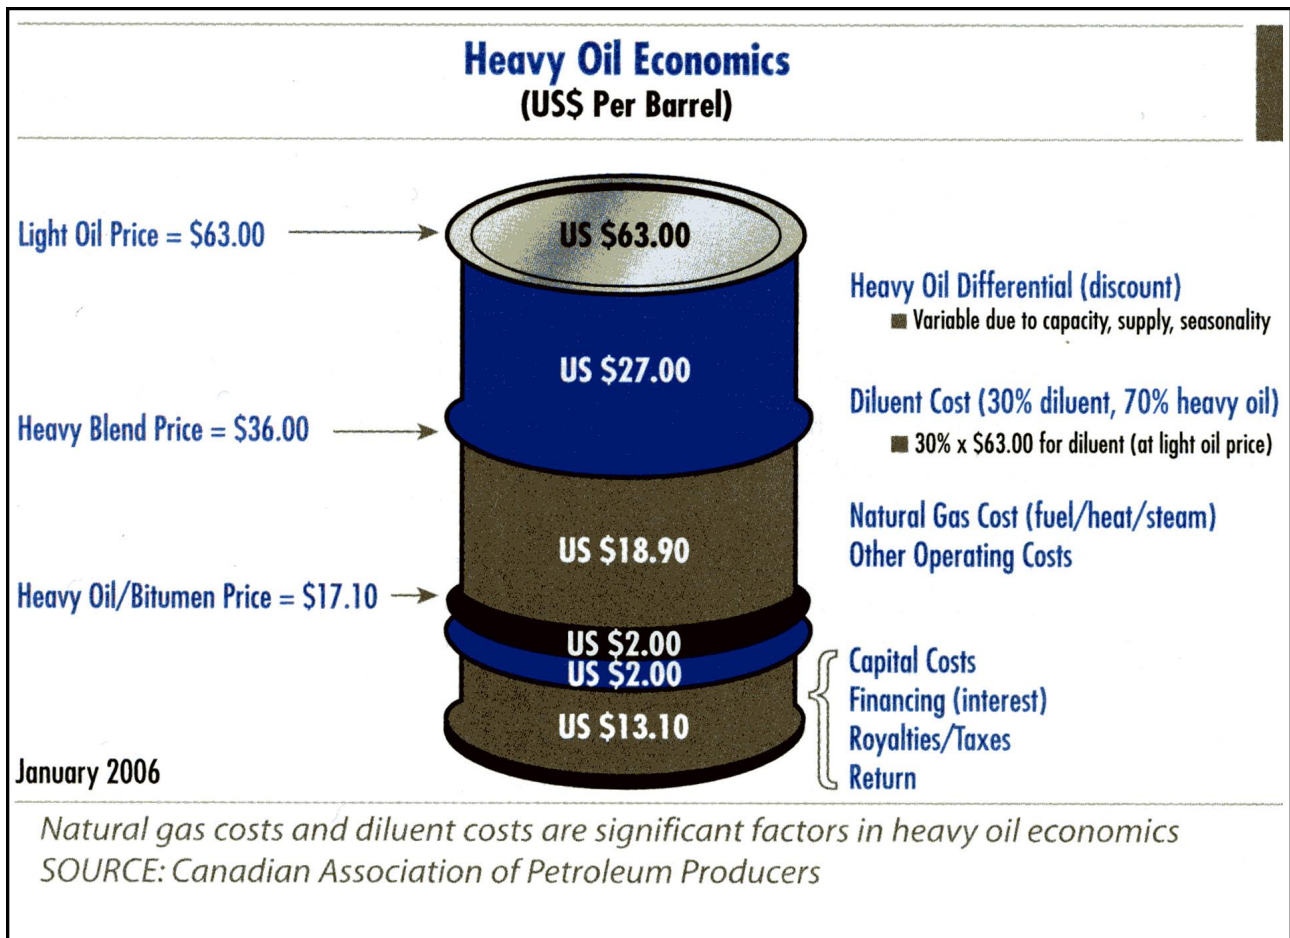 Heavy Oil Economics
(US$ Per Barrel)
Light Oil Price = $63.00
US $63.00
Heavy Oil Differential (discount)
Variable due to capacity, supply, seasonality
US $27.00
Diluent Cost (30% diluent, 70% heavy oil)
Heavy Blend Price = $36.00
30% x $63.00 for diluent (at light oil price)
Natural Gas Cost (fuel/heat/steam)
US $18.90
Other Operating Costs
Heavy Oil/Bitumen Price = $17.10
US $2.00
US $2.00
Capital Costs
Financing (interest)
US $13.10
Royalties/Taxes
Return
January 2006
Natural gas costs and diluent costs are significant factors in heavy oil economics
SOURCE: Canadian Association of Petroleum Producers